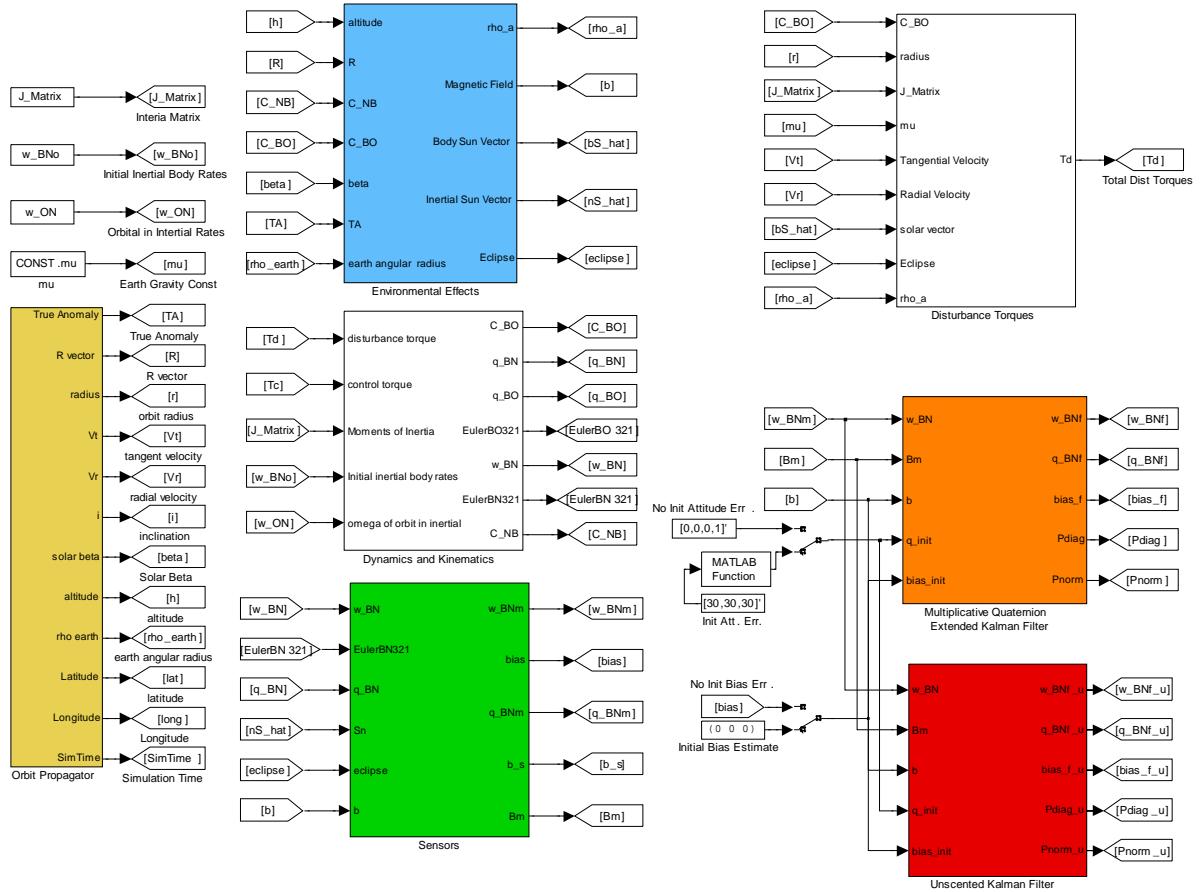 J_Matrix
[J_Matrix]
Interia Matrix
w_BNo
[w_BNo]
Initial Inertial Body Rates
w_ON
[w_ON]
Orbital in Intertial Rates
CONST .mu
mu
[mu]
Earth Gravity Const
True Anomaly
[TA]
True Anomaly
R vector
[R]
R vector
radius
[r]
orbit radius
Vt
[Vt]
tangent velocity
Vr
[Vr]
radial velocity
i
[i]
inclination
solar beta
[beta ]
Solar Beta
altitude
[h]
altitude
rho earth
[rho_earth ]
earth angular radius
Latitude
[lat]
latitude
Longitude
[long ]
Longitude
SimTime
[SimTime ]
Simulation Time
Orbit Propagator
[h]
altitude
[R]
R
[C_NB]
C_NB
[C_BO]
C_BO
[beta ]
beta
[TA]
TA
[rho_earth ]
earth angular radius
rho_a
[rho_a]
Magnetic Field
[b]
Body Sun Vector
[bS_hat]
Inertial Sun Vector
[nS_hat]
Eclipse
[eclipse ]
Environmental Effects
[Td ]
disturbance torque
[Tc]
control torque
[J_Matrix ]
Moments of Inertia
[w_BNo]
Initial inertial body rates
[w_ON]
omega of orbit in inertial
C_BO
[C_BO]
q_BN
[q_BN]
q_BO
[q_BO]
EulerBO321
[EulerBO 321]
w_BN
[w_BN]
EulerBN321
[EulerBN 321]
C_NB
[C_NB]
Dynamics and Kinematics
[w_BN]
w_BN
[EulerBN 321 ]
EulerBN321
[q_BN]
q_BN
[nS_hat]
Sn
[eclipse ]
eclipse
[b]
b
w_BNm
[w_BNm]
bias
[bias]
q_BNm
[q_BNm]
b_s
[b_s]
Bm
[Bm]
Sensors
[C_BO]
C_BO
[r]
radius
[J_Matrix]
J_Matrix
[mu]
mu
[Vt]
Tangential Velocity
[Vr]
Radial Velocity
[bS_hat]
solar vector
[eclipse ]
Eclipse
[rho_a]
rho_a
Td
[Td]
Total Dist Torques
Disturbance Torques
[w_BNm]
w_BN
[Bm]
Bm
[b]
b
No Init Attitude Err .
[0,0,0,1]'
q_init
MATLAB
Function
[30,30,30]'
Init Att. Err.
bias_init
w_BNf
[w_BNf]
q_BNf
[q_BNf]
bias_f
[bias_f]
Pdiag
[Pdiag ]
Pnorm
[Pnorm ]
Multiplicative Quaternion
Extended Kalman Filter
No Init Bias Err .
[bias]
(0 0 0)
Initial Bias Estimate
w_BN
Bm
b
q_init
bias_init
w_BNf_u
[w_BNf_u]
q_BNf_u
[q_BNf_u]
bias_f_u
[bias_f_u]
Pdiag_u
[Pdiag _u]
Pnorm_u
[Pnorm _u]
Unscented Kalman Filter